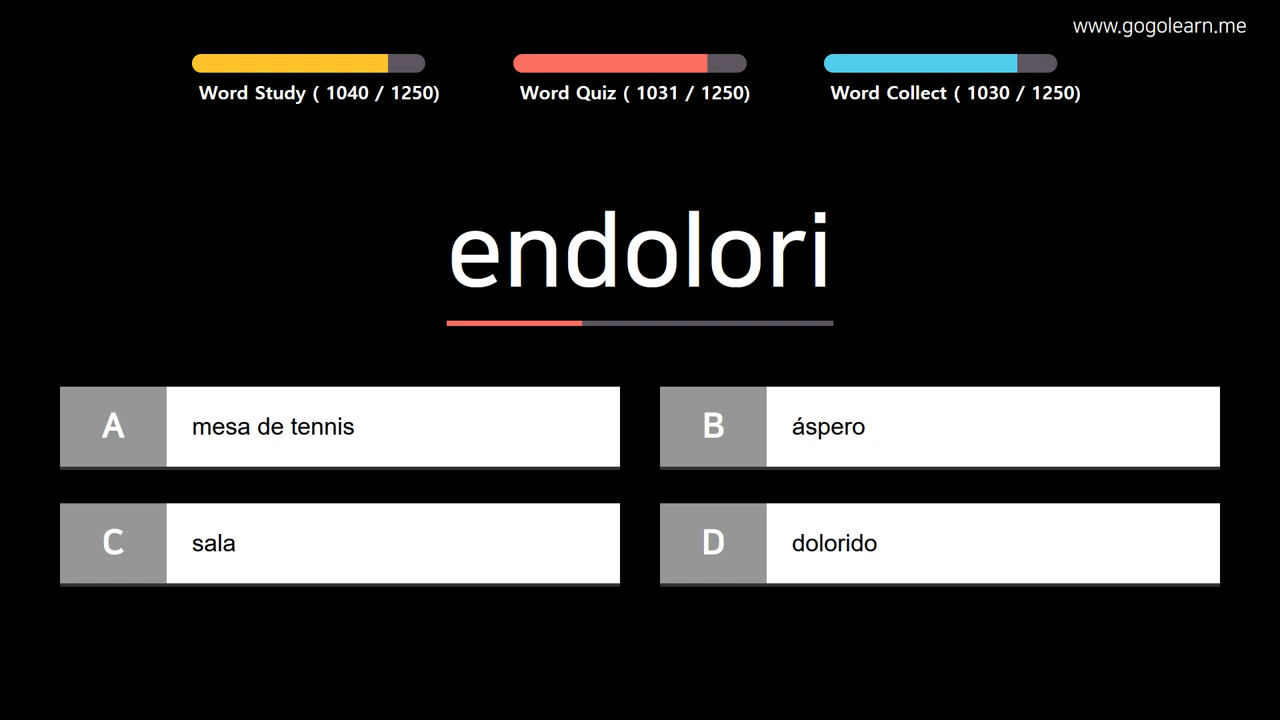 www.gogolearn.me
Word Study ( 1040 / 1250)
Word Quiz ( 1031 / 1250)
Word Collect ( 1030 / 1250)
endolori
A mesa de tennis
B áspero
C sala
D dolorido